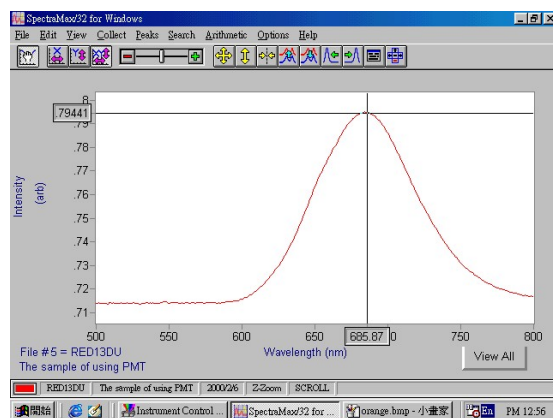 SpectraMax/32 for Windows
File Edit View Collect Peaks Search Arithmetic Options Help
.8
.79441
.79
.78
.77
.76
.75
.74
.73
.72
.71
Intensity
(arb)
500 550 600 650 685.87 700 750 800
Wavelength (nm)
File # 5 = RED13DU
The sample of using PMT
View All
RED13DU The sample of using PMT 2000/2/6 Z-Zoom SCROLL
開始 Instrument Control ... SpectraMax/32 for ... orange.bmp - 小畫家 En PM 12:56